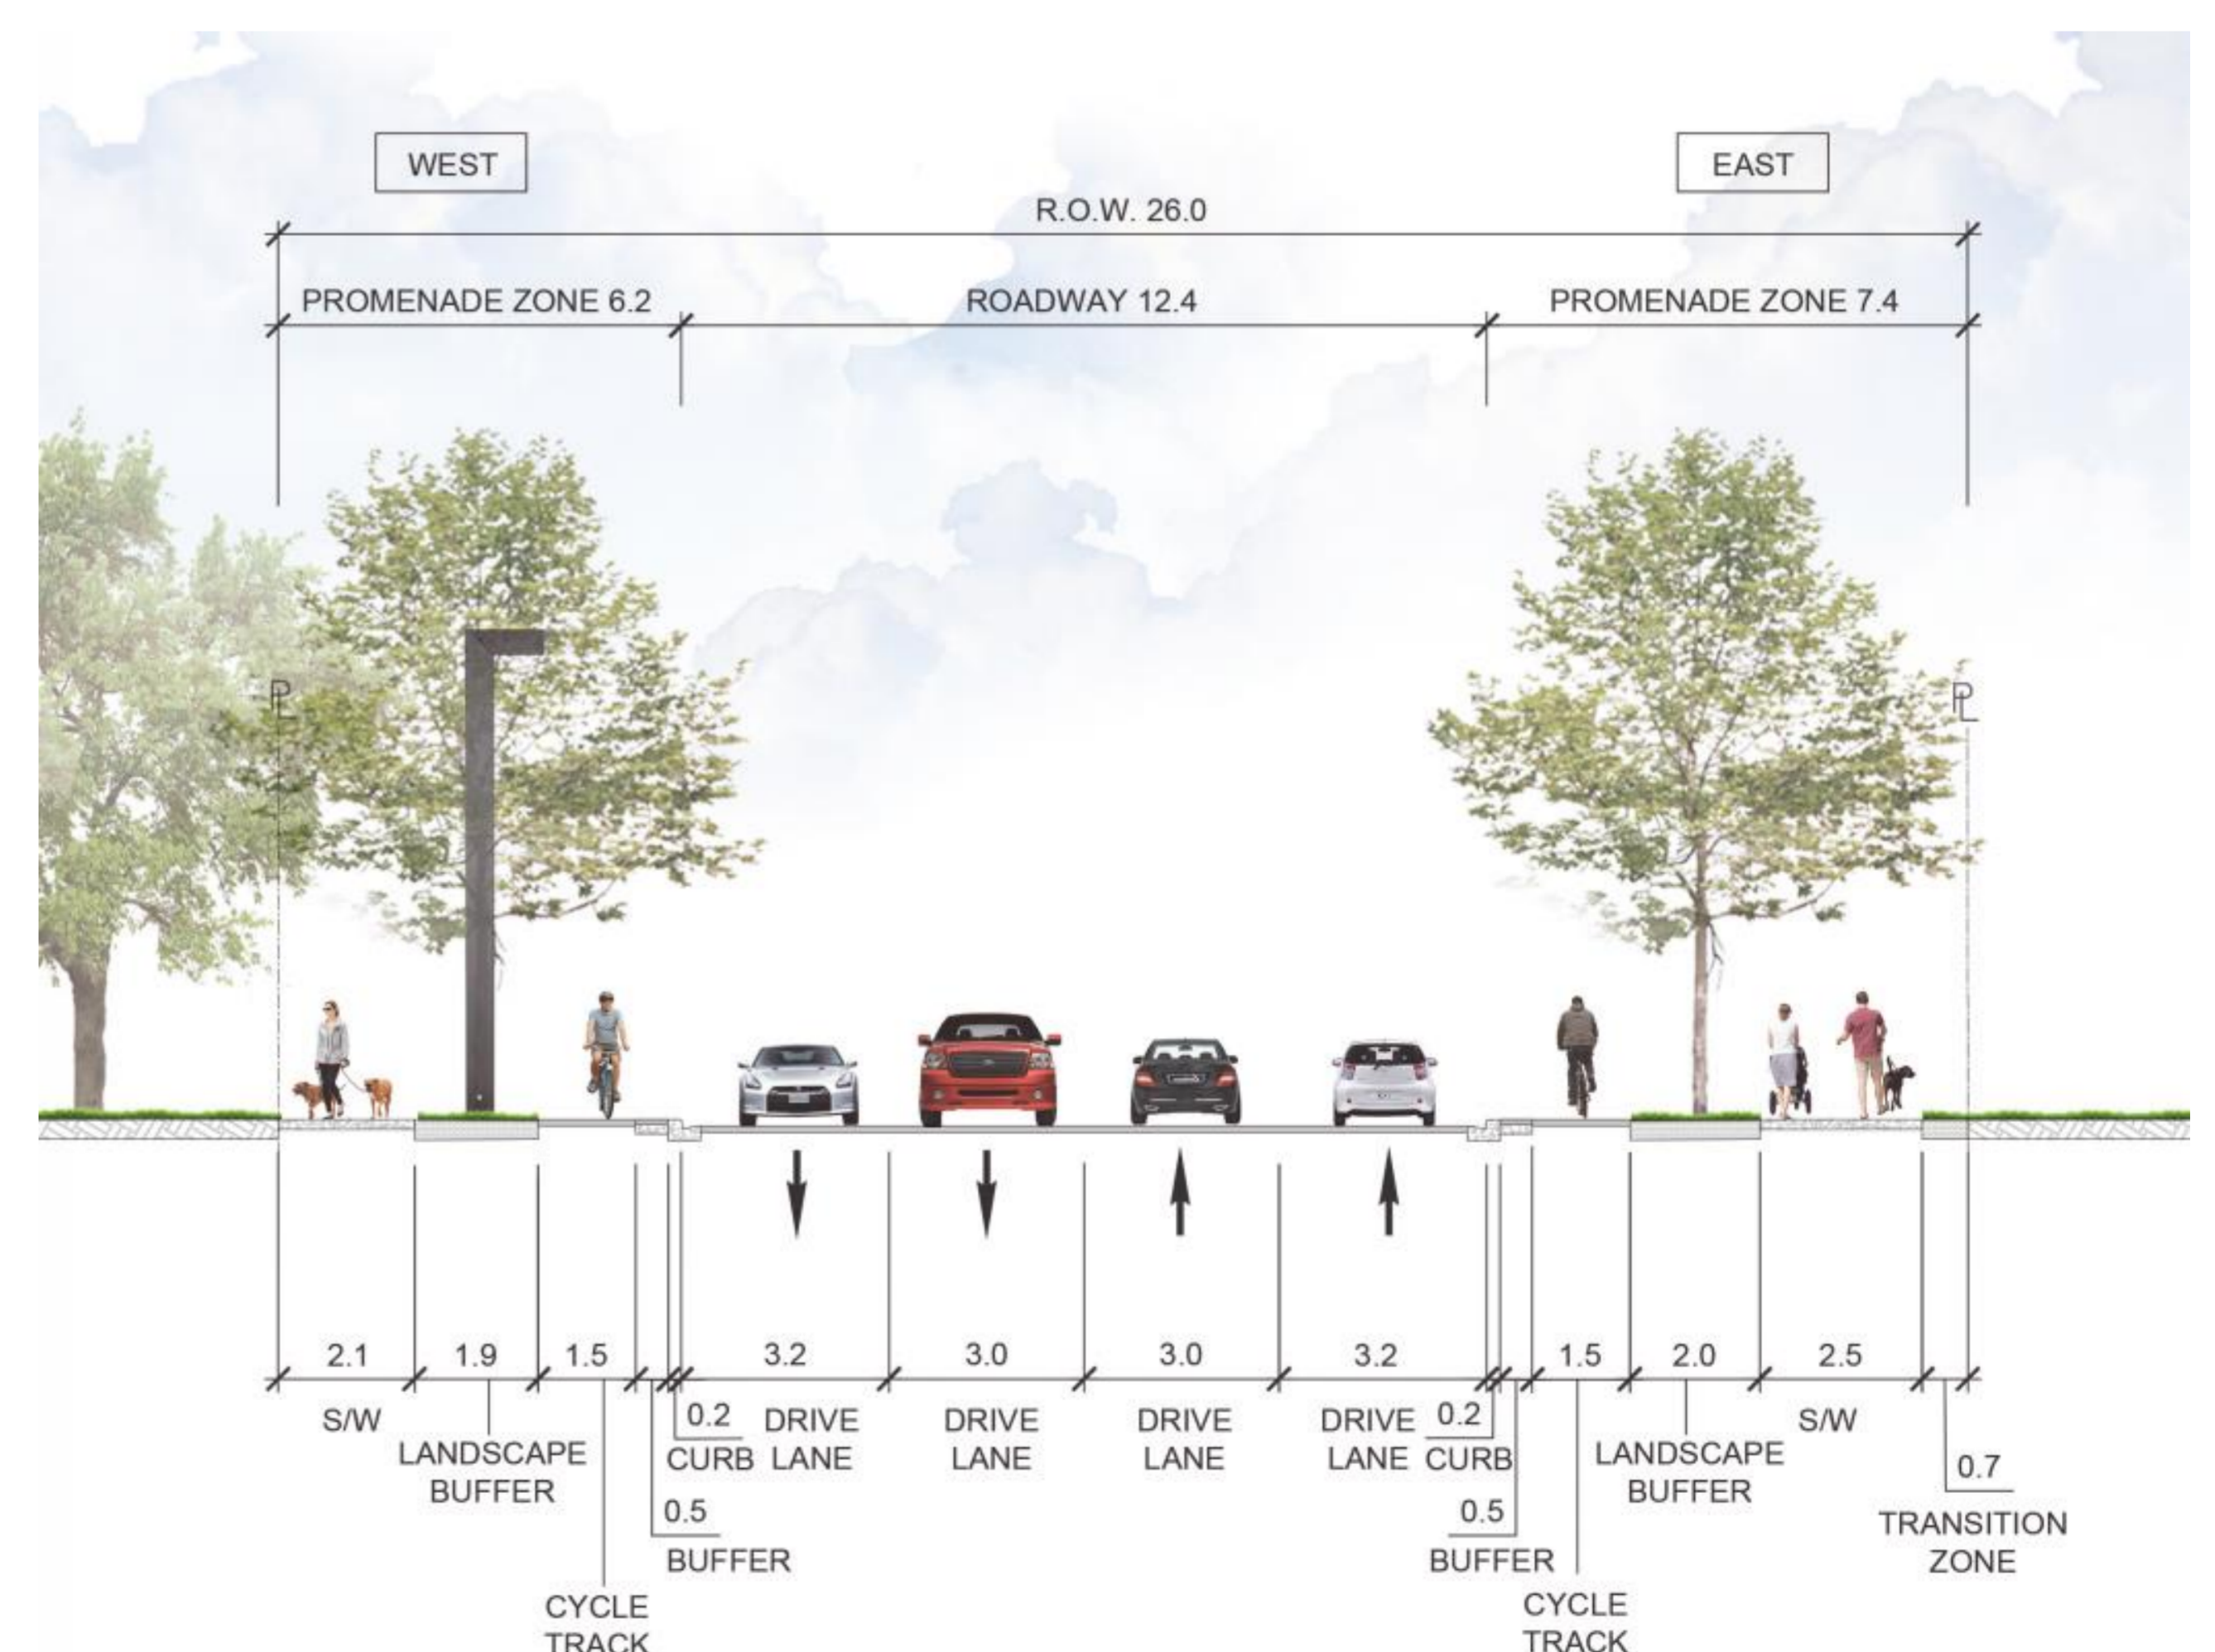 WEST
EAST
R.O.W. 26.0
PROMENADE ZONE 6.2
ROADWAY 12.4
PROMENADE ZONE 7.4
PL
PL
2.1
1.9
1.5
3.2
3.0
3.0
3.2
1.5
2.0
2.5
S/W
LANDSCAPE
BUFFER
CYCLE
TRACK
0.5
BUFFER
0.2
CURB
DRIVE
LANE
DRIVE
LANE
DRIVE
LANE
DRIVE
LANE
0.2
CURB
0.5
BUFFER
CYCLE
TRACK
LANDSCAPE
BUFFER
S/W
0.7
TRANSITION
ZONE